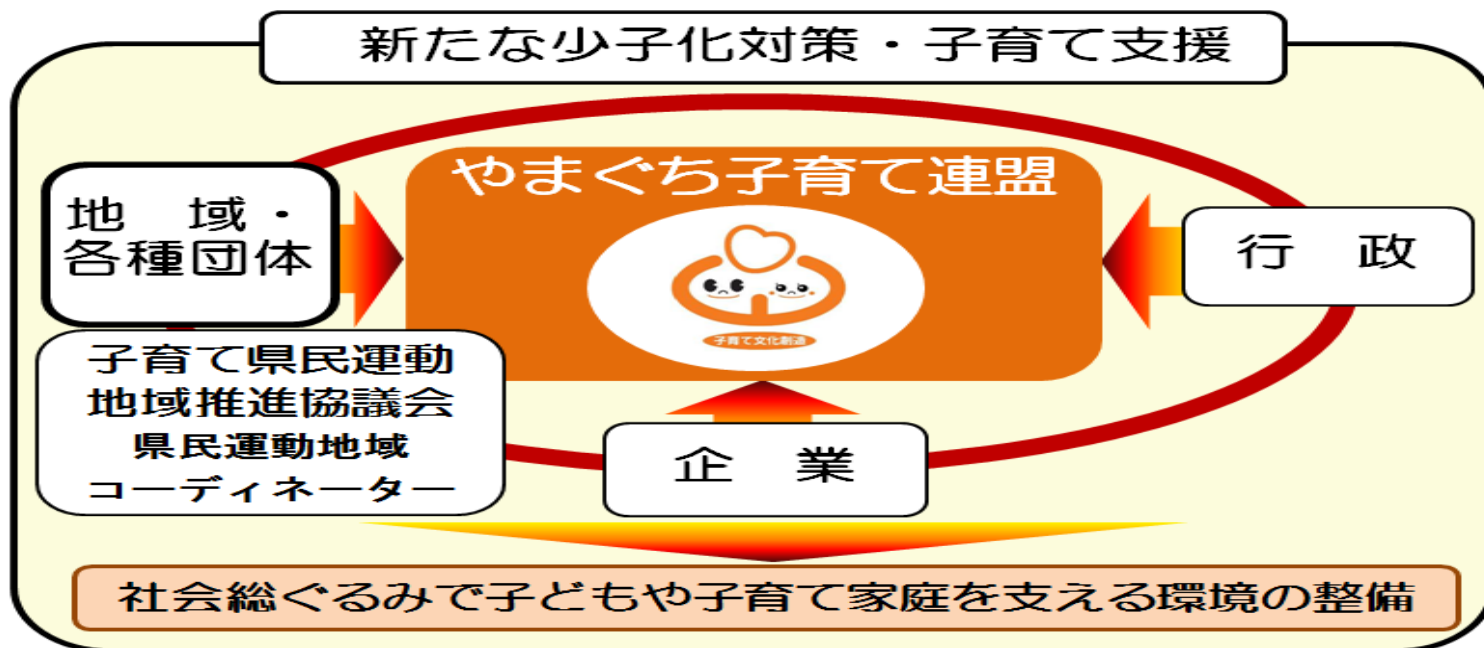 新たな少子化対策・子育て支援
やまぐち子育て連盟
地　域・
各種団体
行　政
子育て文化創造
子育て県民運動
地域推進協議会
県民運動地域
コーディネーター
企　業
社会総ぐるみで子どもや子育て家庭を支える環境の整備